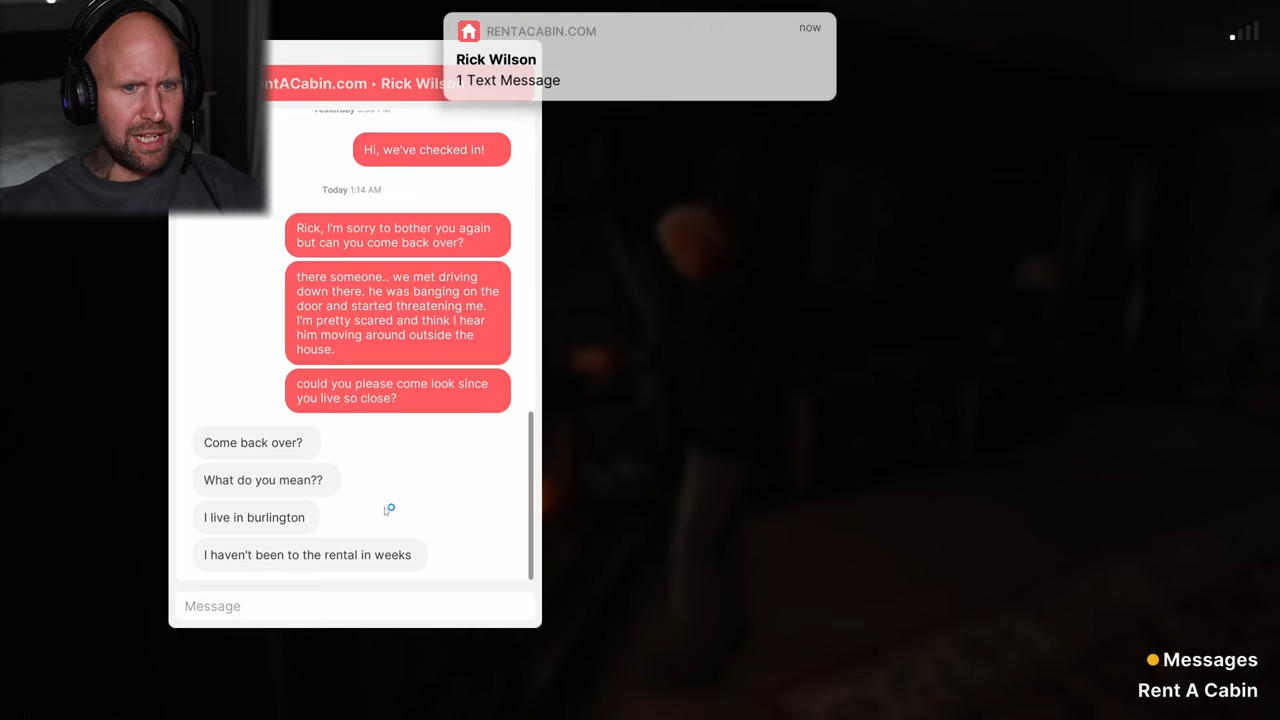 RENTACABIN.COM
now
Rick Wilson
1 Text Message
ntACabin.com ▸ Rick Wilson
Yesterday
Hi, we've checked in!
Today 1:14 AM
Rick, I'm sorry to bother you again
but can you come back over?
there someone.. we met driving
down there. he was banging on the
door and started threatening me.
I'm pretty scared and think I hear
him moving around outside the
house.
could you please come look since
you live so close?
Come back over?
What do you mean??
I live in burlington
I haven't been to the rental in weeks
Message
Messages
Rent A Cabin